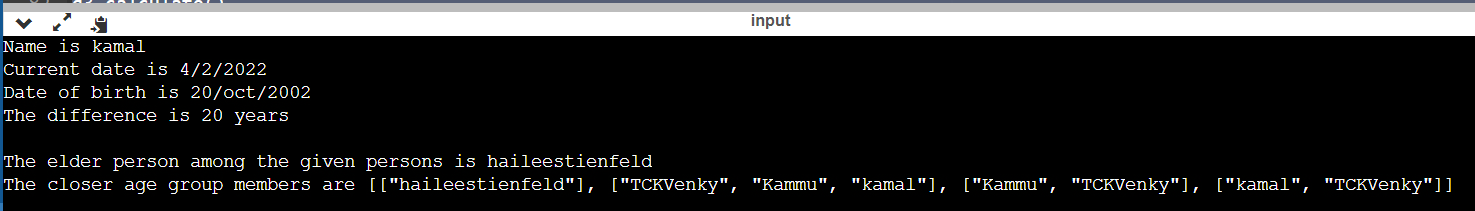 input
Name is kamal
Current date is 4/2/2022
Date of birth is 20/oct/2002
The difference is 20 years
The elder person among the given persons is haileestienfeld
The closer age group members are [["haileestienfeld"], ["TCKVenky", "Kammu", "kamal"], ["Kammu", "TCKVenky"], ["kamal", "TCKVenky"]]